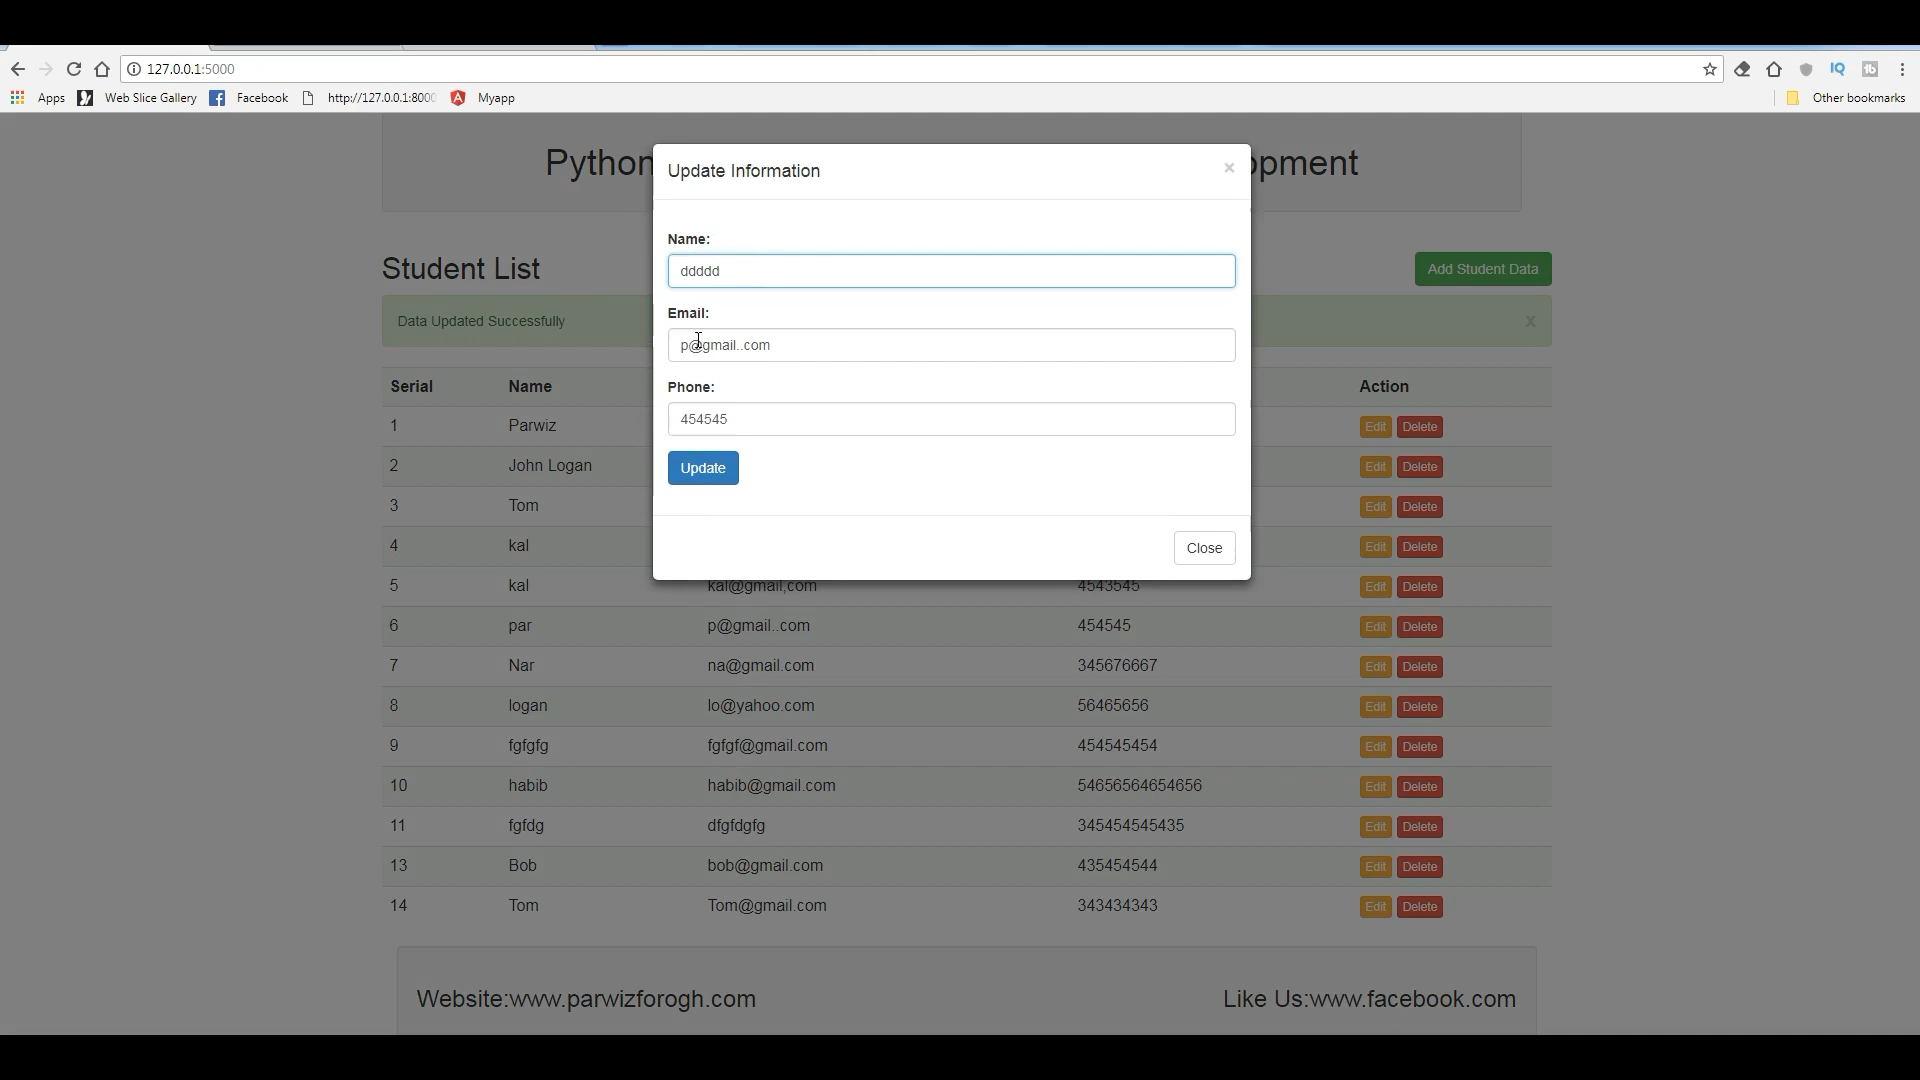 127.0.0.1:5000
Apps Web Slice Gallery Facebook http://127.0.0.1:8000 Myapp Other bookmarks
Python opment
Update Information ×
Name:
ddddd
Email:
p@gmail..com
Phone:
454545
Update
Close
Student List Add Student Data
Data Updated Successfully x
Serial Name Action
1 Parwiz Edit Delete
2 John Logan Edit Delete
3 Tom Edit Delete
4 kal Edit Delete
5 kal kal@gmail,com 4543545 Edit Delete
6 par p@gmail..com 454545 Edit Delete
7 Nar na@gmail.com 345676667 Edit Delete
8 logan lo@yahoo.com 56465656 Edit Delete
9 fgfgfg fgfgf@gmail.com 454545454 Edit Delete
10 habib habib@gmail.com 54656564654656 Edit Delete
11 fgfdg dfgfdgfg 345454545435 Edit Delete
13 Bob bob@gmail.com 435454544 Edit Delete
14 Tom Tom@gmail.com 343434343 Edit Delete
Website:www.parwizforogh.com Like Us:www.facebook.com